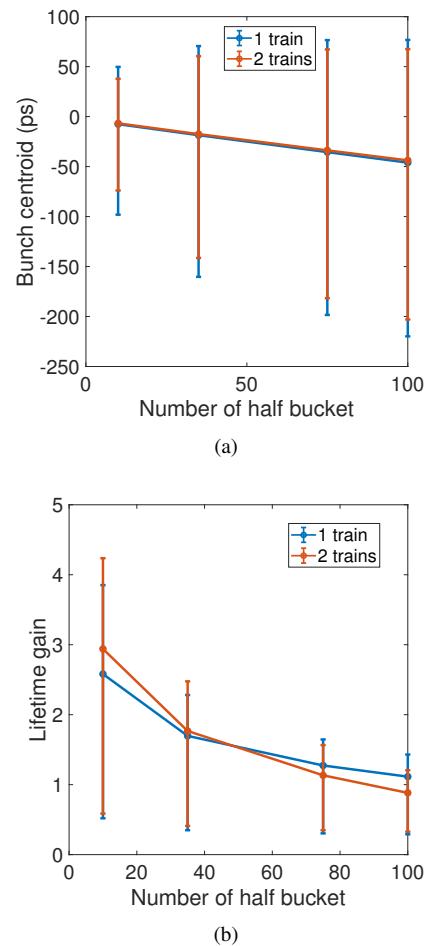 100
50
0
-50
-100
-150
-200
-250
Bunch centroid (ps)
1 train
2 trains
0
50
100
Number of half bucket
(a)
5
4
3
2
1
0
Lifetime gain
1 train
2 trains
0
20
40
60
80
100
Number of half bucket
(b)